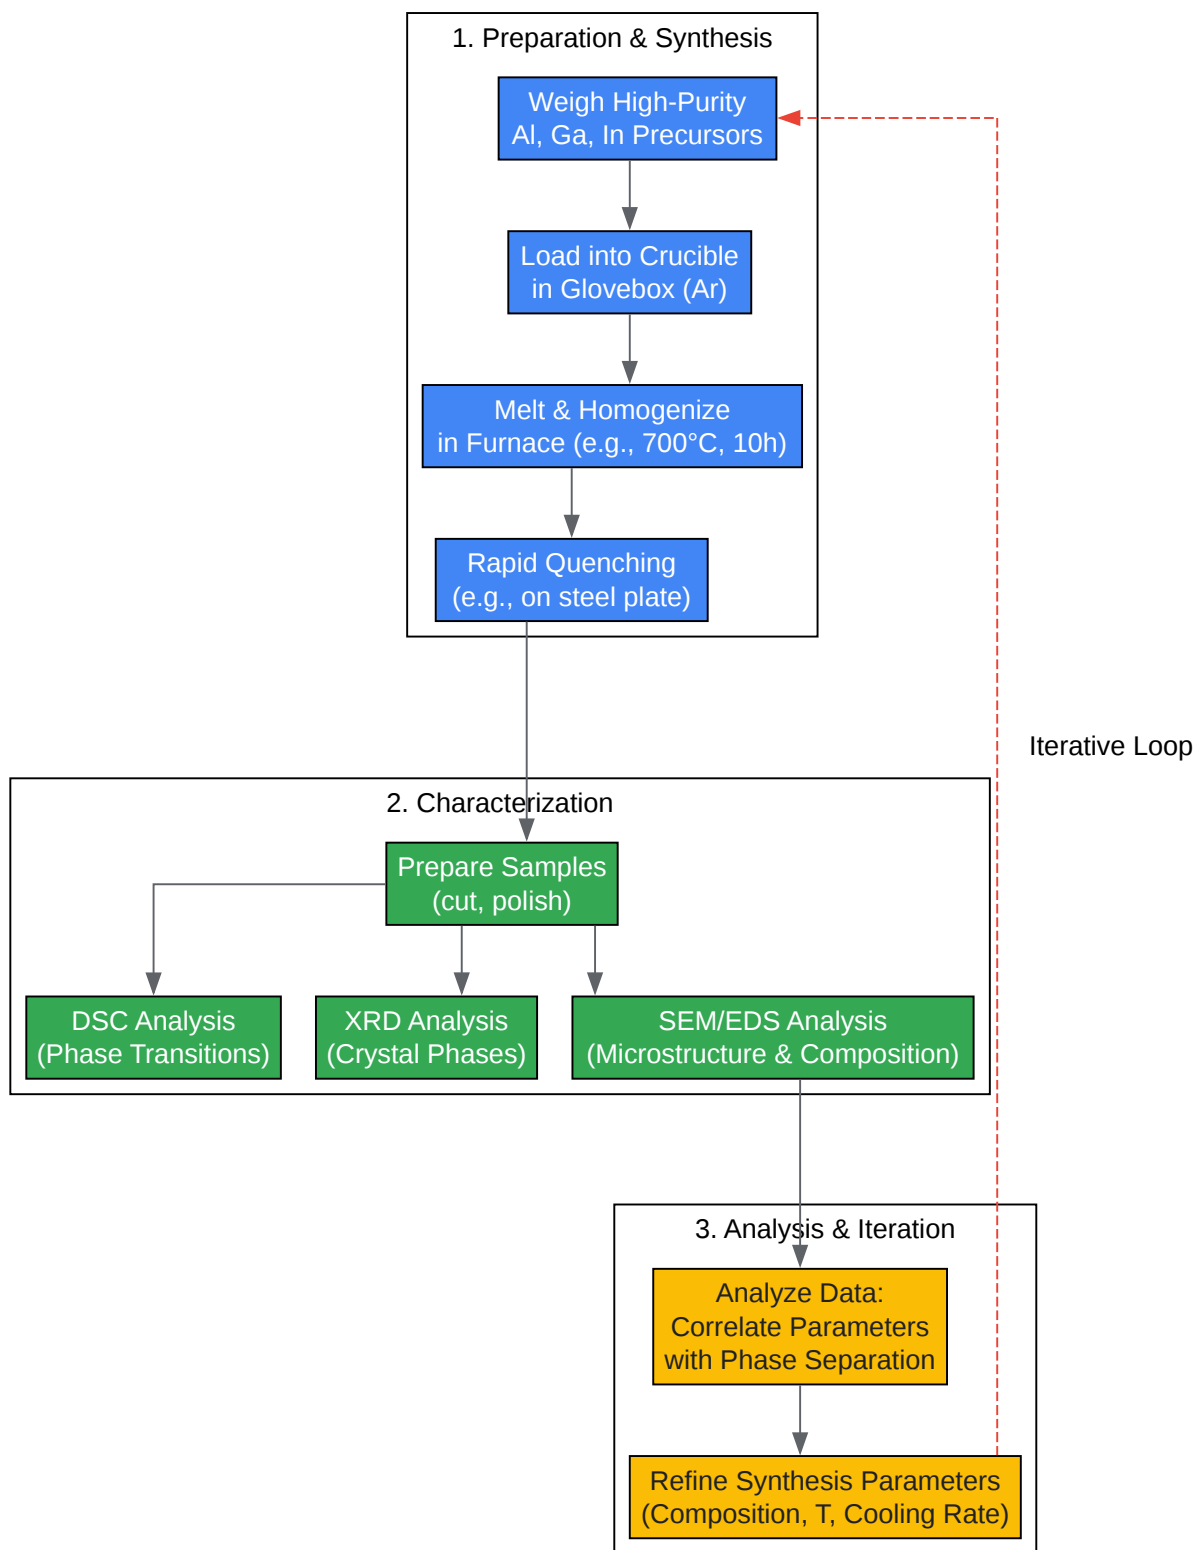 1. Preparation & Synthesis
Weigh High-Purity
Al, Ga, In Precursors
Load into Crucible
in Glovebox (Ar)
Melt & Homogenize
in Furnace (e.g., 700°C, 10h)
Rapid Quenching
(e.g., on steel plate)
Iterative Loop
2. Characterization
Prepare Samples
(cut, polish)
DSC Analysis
(Phase Transitions)
XRD Analysis
(Crystal Phases)
SEM/EDS Analysis
(Microstructure & Composition)
3. Analysis & Iteration
Analyze Data:
Correlate Parameters
with Phase Separation
Refine Synthesis Parameters
(Composition, T, Cooling Rate)